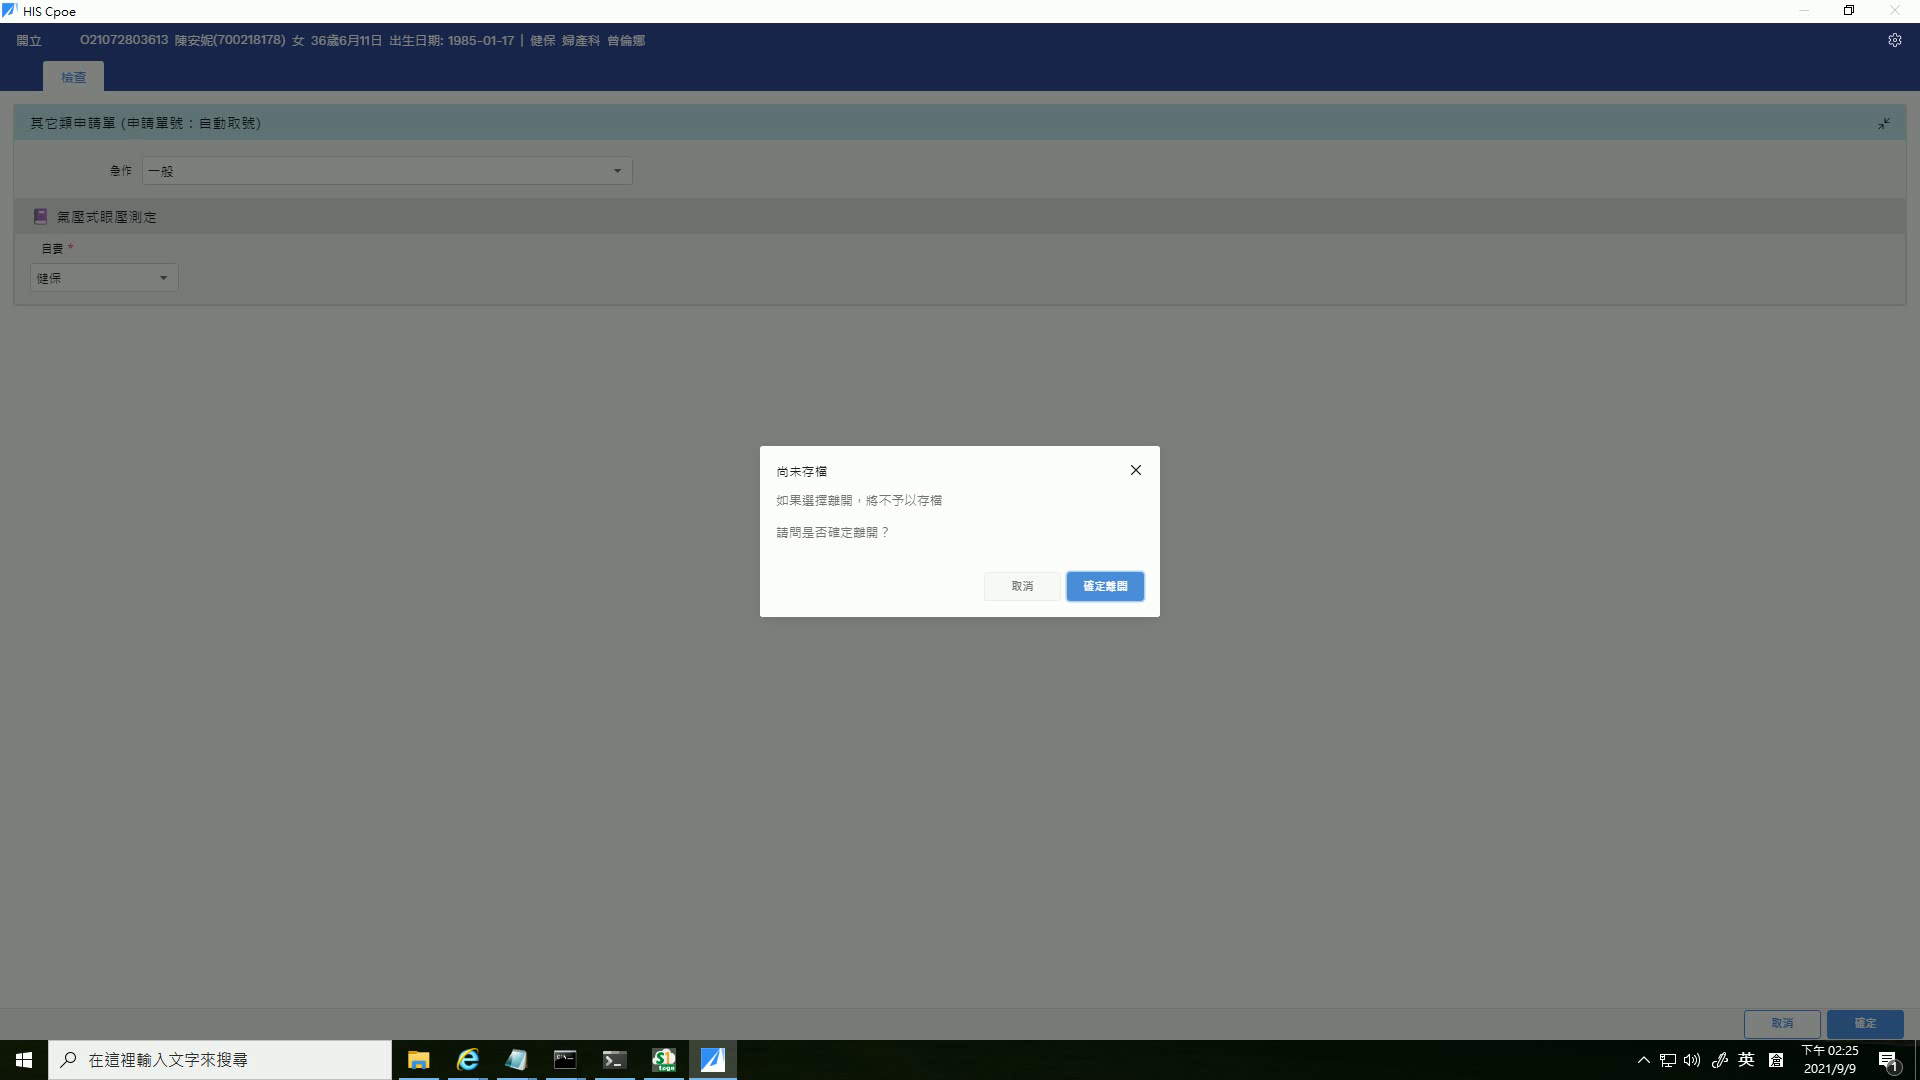 HIS Cpoe
開立 O21072803613 陳安妮(700218178) 女 36歲6月11日 出生日期: 1985-01-17 | 健保 婦產科 曾倫娜
檢查
其它類申請單 (申請單號：自動取號)
急作 一般
氣壓式眼壓測定
自費 *
健保
尚未存檔
如果選擇離開，將不予以存檔
請問是否確定離開？
取消 確定離開
取消 確定
在這裡輸入文字來搜尋
英
下午 02:25
2021/9/9
1